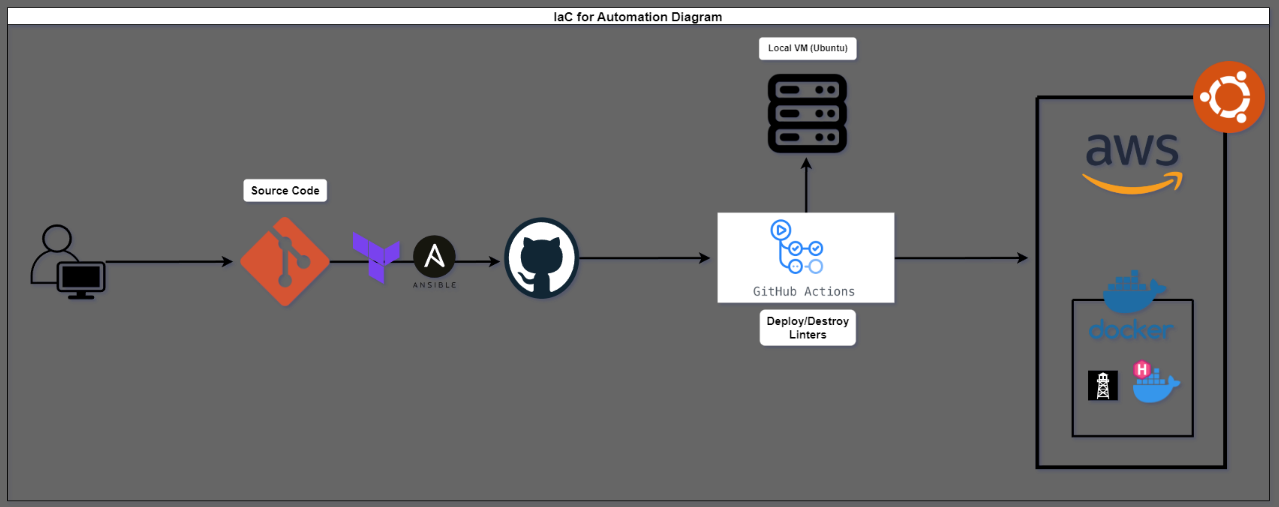 IaC for Automation Diagram
Local VM (Ubuntu)
Source Code
ANSIBLE
GitHub Actions
Deploy/Destroy
Linters
aws
docker
H